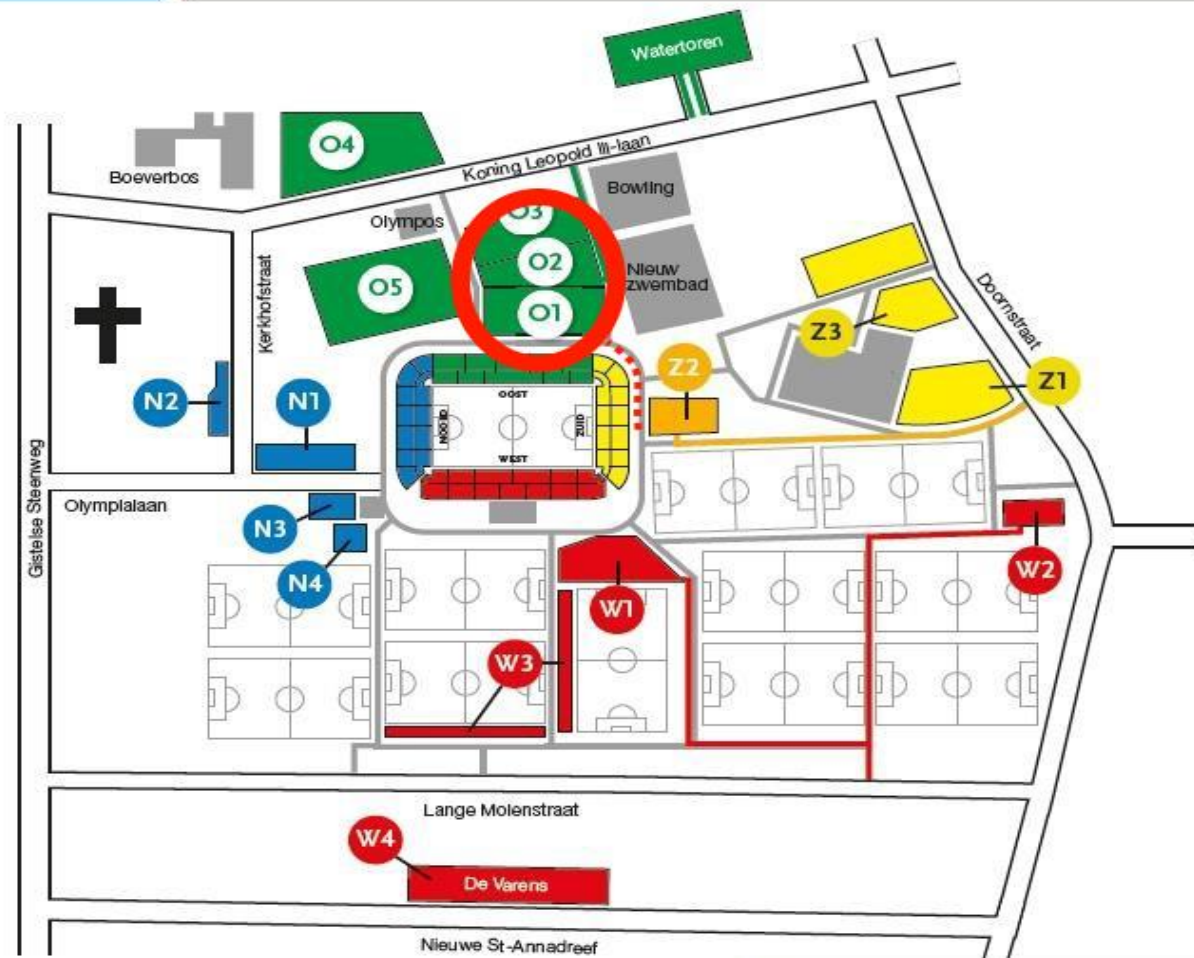 Watertoren
O4
Koning Leopold III-laan
Boeverbos
Bowling
O3
Olympos
O2
Kerkhofstraat
O5
Nieuw
zwembad
Doornstraat
O1
Z3
Z2
Z1
N2
N1
OOST
NOORD
ZUID
WEST
Gistelse Steenweg
Olympialaan
N3
N4
W2
W1
W3
Lange Molenstraat
W4
De Varens
Nieuwe St-Annadreef